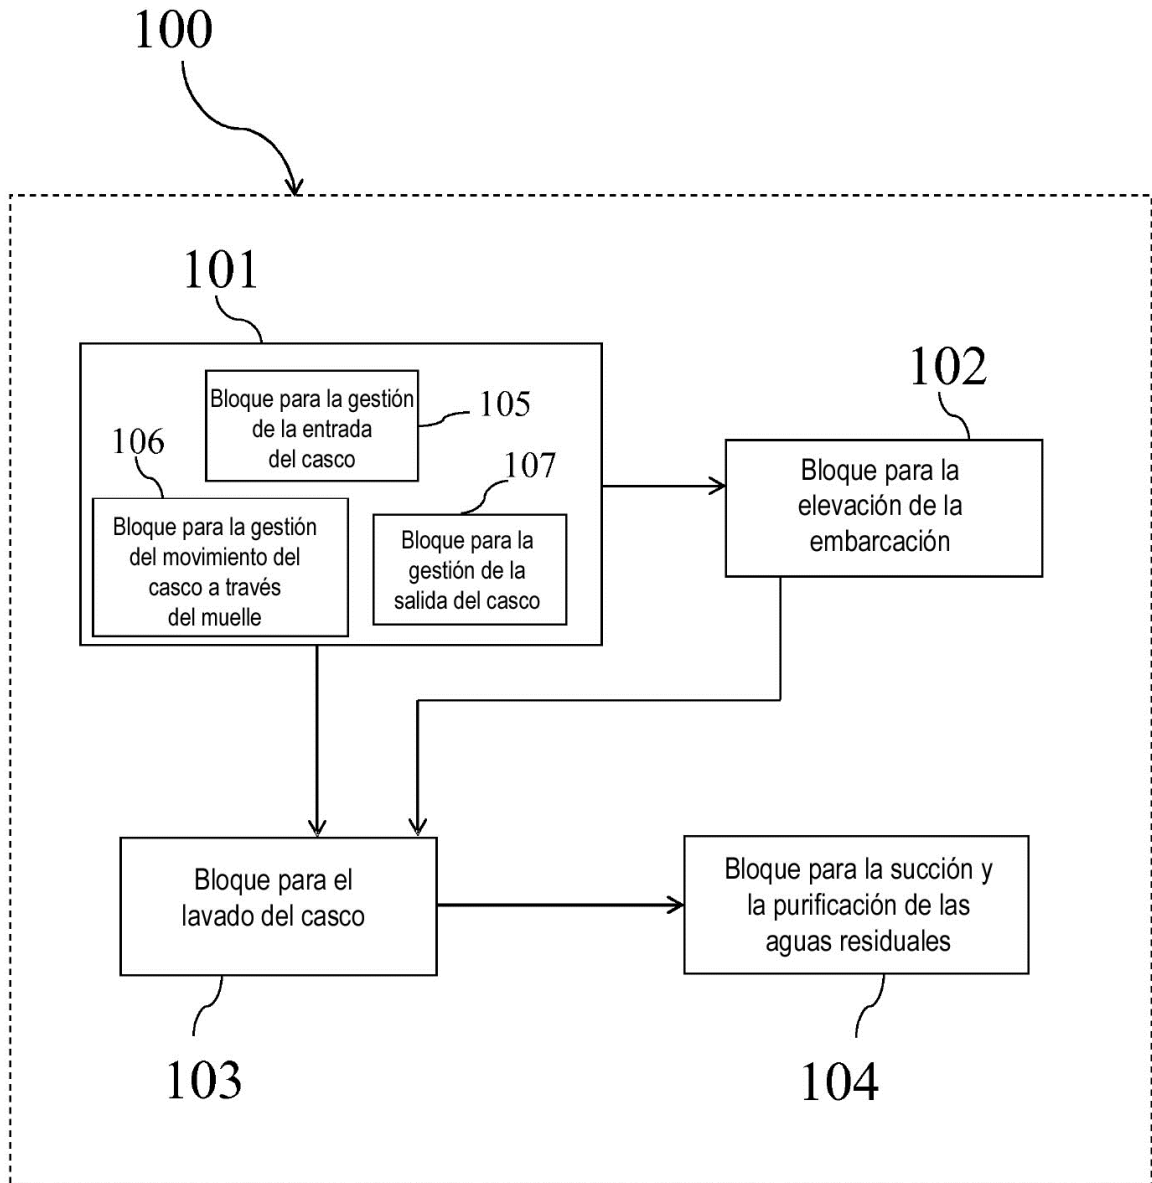 100
101
Bloque para la gestión
de la entrada
del casco
105
106
Bloque para la gestión
del movimiento del
casco a través
del muelle
107
Bloque para la
gestión de la
salida del casco
102
Bloque para la
elevación de la
embarcación
Bloque para el
lavado del casco
103
Bloque para la succión y
la purificación de las
aguas residuales
104